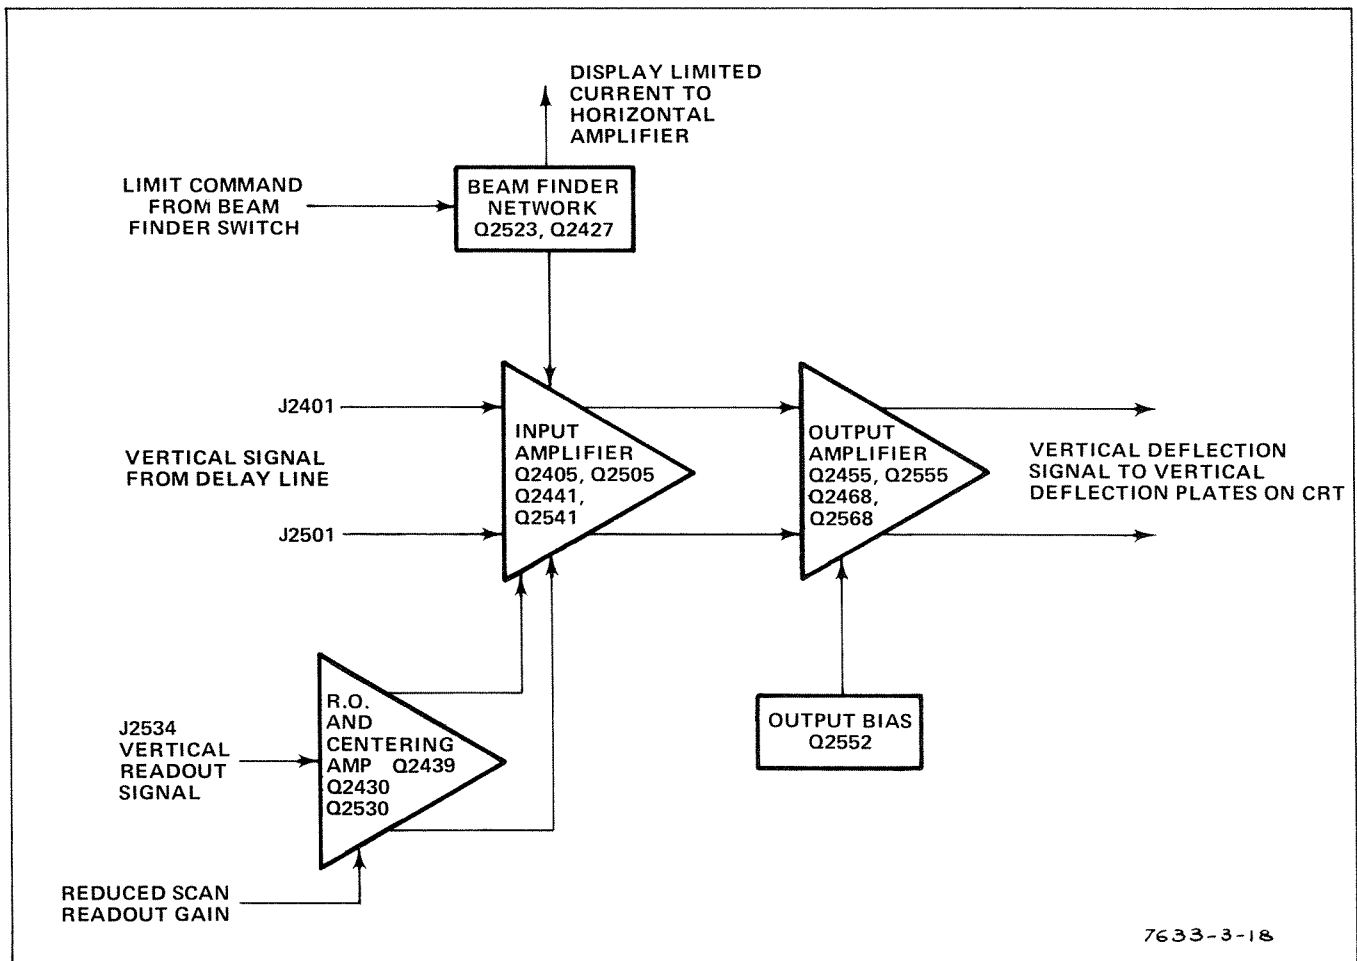 DISPLAY LIMITED
CURRENT TO
HORIZONTAL
AMPLIFIER
LIMIT COMMAND
FROM BEAM
FINDER SWITCH
BEAM FINDER
NETWORK
Q2523, Q2427
J2401
VERTICAL SIGNAL
FROM DELAY LINE
J2501
INPUT
AMPLIFIER
Q2405, Q2505
Q2441,
Q2541
OUTPUT
AMPLIFIER
Q2455, Q2555
Q2468,
Q2568
VERTICAL DEFLECTION
SIGNAL TO VERTICAL
DEFLECTION PLATES ON CRT
J2534
VERTICAL
READOUT
SIGNAL
R.O.
AND
CENTERING
AMP Q2439
Q2430
Q2530
OUTPUT BIAS
Q2552
REDUCED SCAN
READOUT GAIN
7633-3-18